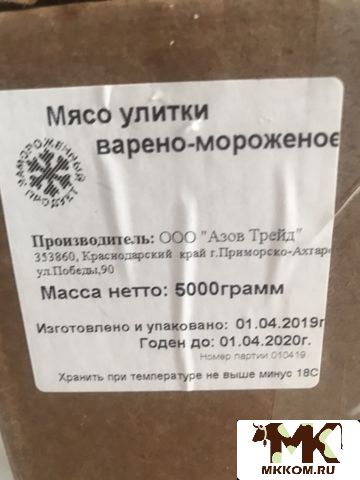 Мясо улитки
варено-мороженое
ЗАМОРОЖЕННЫЙ ПРОДУКТ
Производитель: ООО "Азов Трейд"
353860, Краснодарский край г.Приморско-Ахтарс
ул.Победы,90
Масса нетто: 5000грамм
Изготовлено и упаковано: 01.04.2019г
Годен до: 01.04.2020г.
Номер партии 010419
Хранить при температуре не выше минус 18С
МК
MKKOM.RU